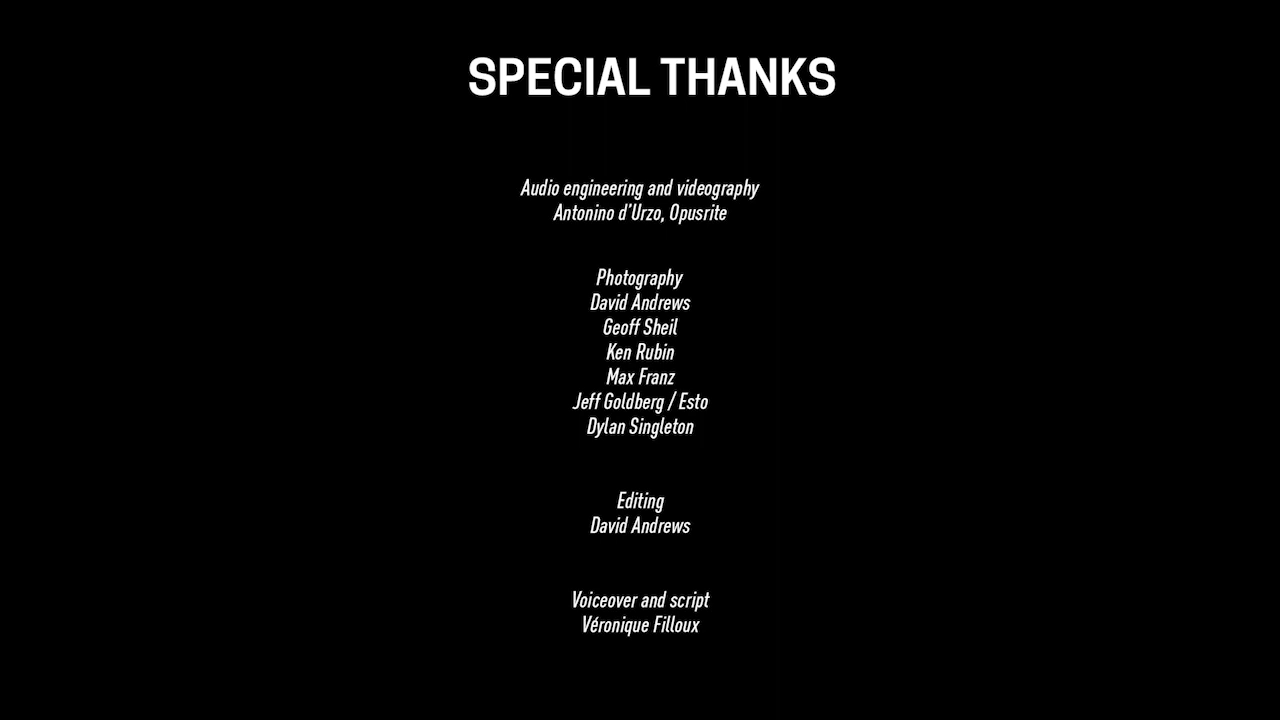 SPECIAL THANKS
Audio engineering and videography
Antonino d'Urzo, Opusrite
Photography
David Andrews
Geoff Sheil
Ken Rubin
Max Franz
Jeff Goldberg / Esto
Dylan Singleton
Editing
David Andrews
Voiceover and script
Véronique Filloux